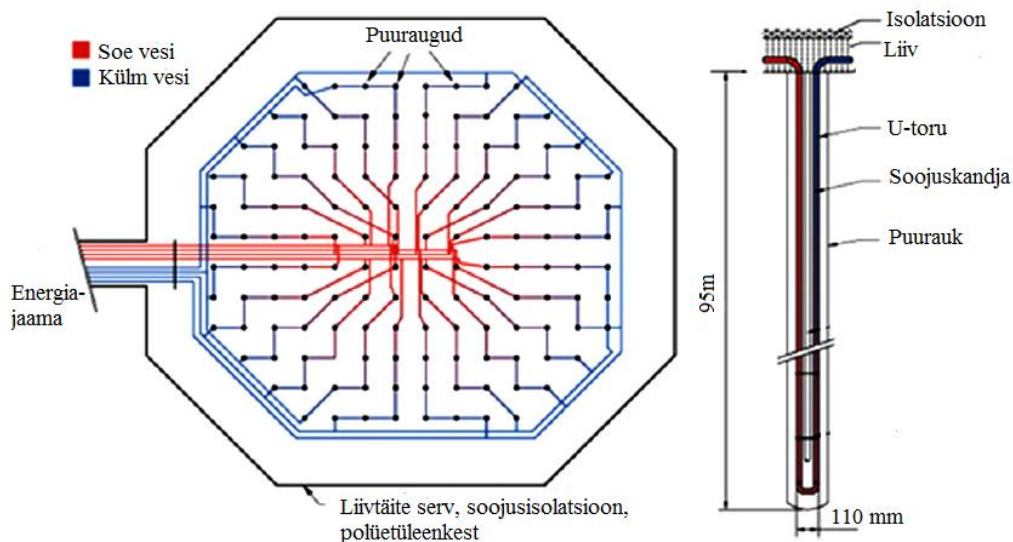 Soe vesi
Külm vesi
Puuraugud
Energia-
jaama
Liivtäite serv, soojusisolatsioon,
polüetüleenkest
Isolatsioon
Liiv
U-toru
Soojuskandja
Puurauk
95m
110 mm